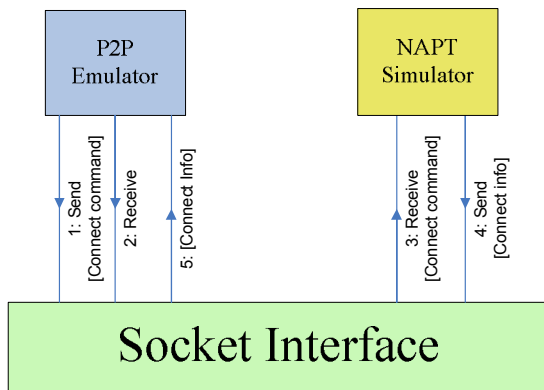 P2P
Emulator
NAPT
Simulator
1: Send
[Connect command]
2: Receive
5: [Connect Info]
3: Receive
[Connect command]
4: Send
[Connect info]
Socket Interface